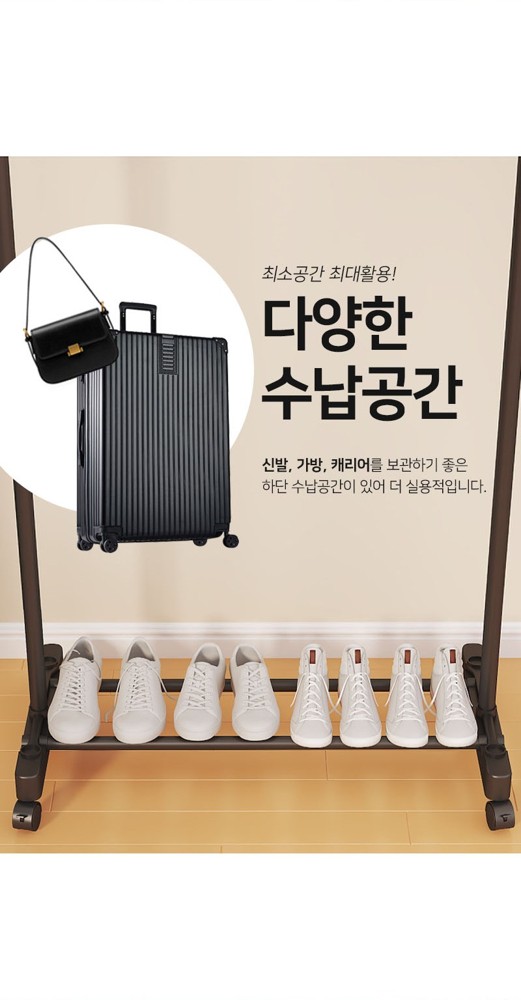 최소공간 최대활용!
다양한
수납공간
신발, 가방, 캐리어를 보관하기 좋은
하단 수납공간이 있어 더 실용적입니다.